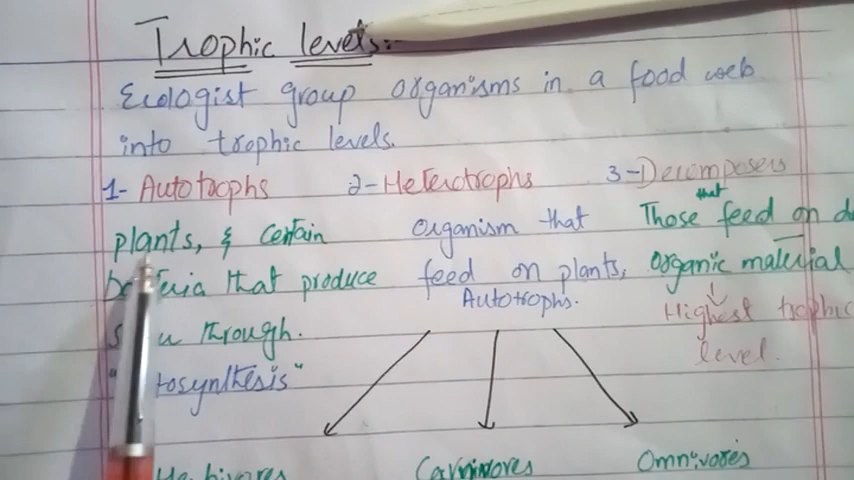 Trophic levels:-
Ecologist group organisms in a food web
into trophic levels.
1- Autotrophs 2-Heterotrophs 3-Decomposers
plants, & certain
that produce
through.
Organism that
feed on plants,
Autotrophs.
Those that feed on
organic material
Highest trophic
level.
Carnivores Omnivores